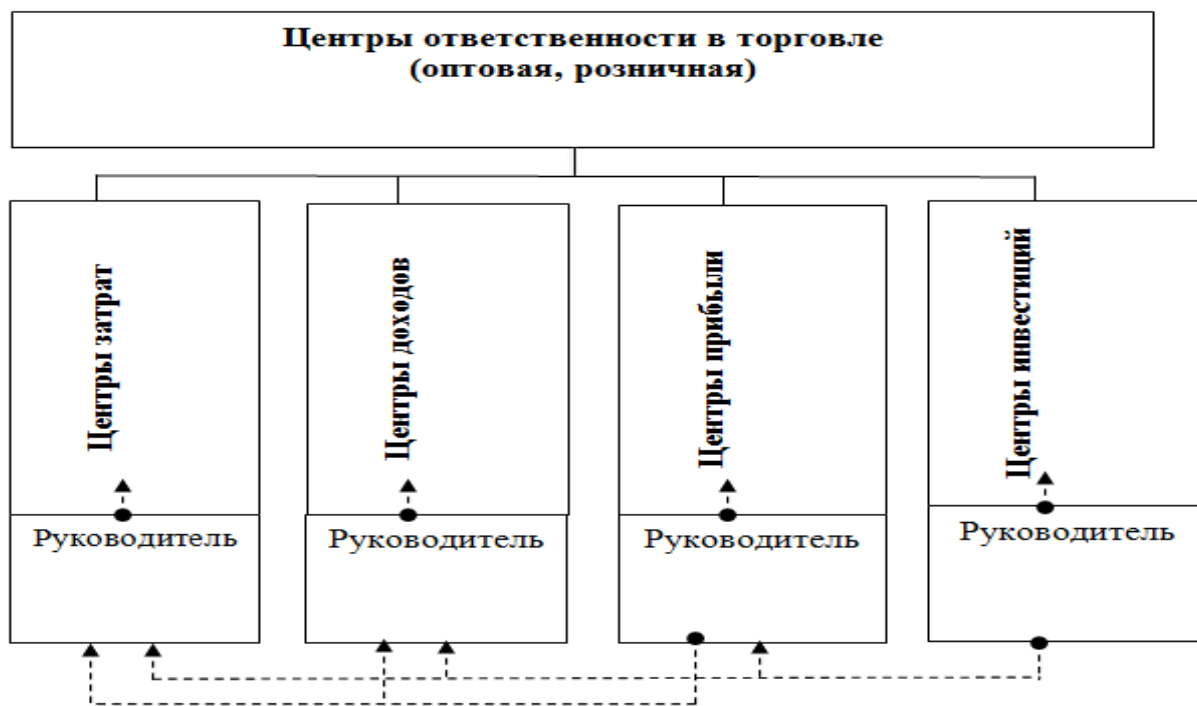 Центры ответственности в торговле
(оптовая, розничная)
Центры затрат
Центры доходов
Центры прибыли
Центры инвестиций
Руководитель
Руководитель
Руководитель
Руководитель